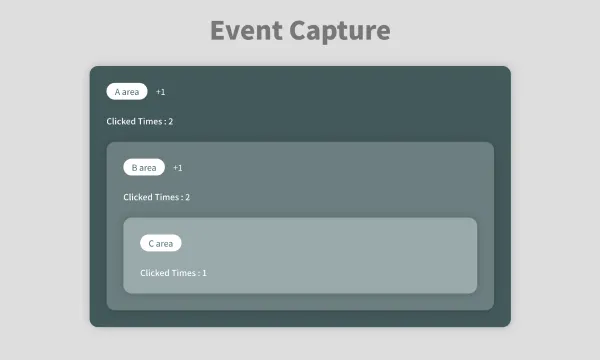 Event Capture
A area +1
Clicked Times : 2
B area +1
Clicked Times : 2
C area
Clicked Times : 1